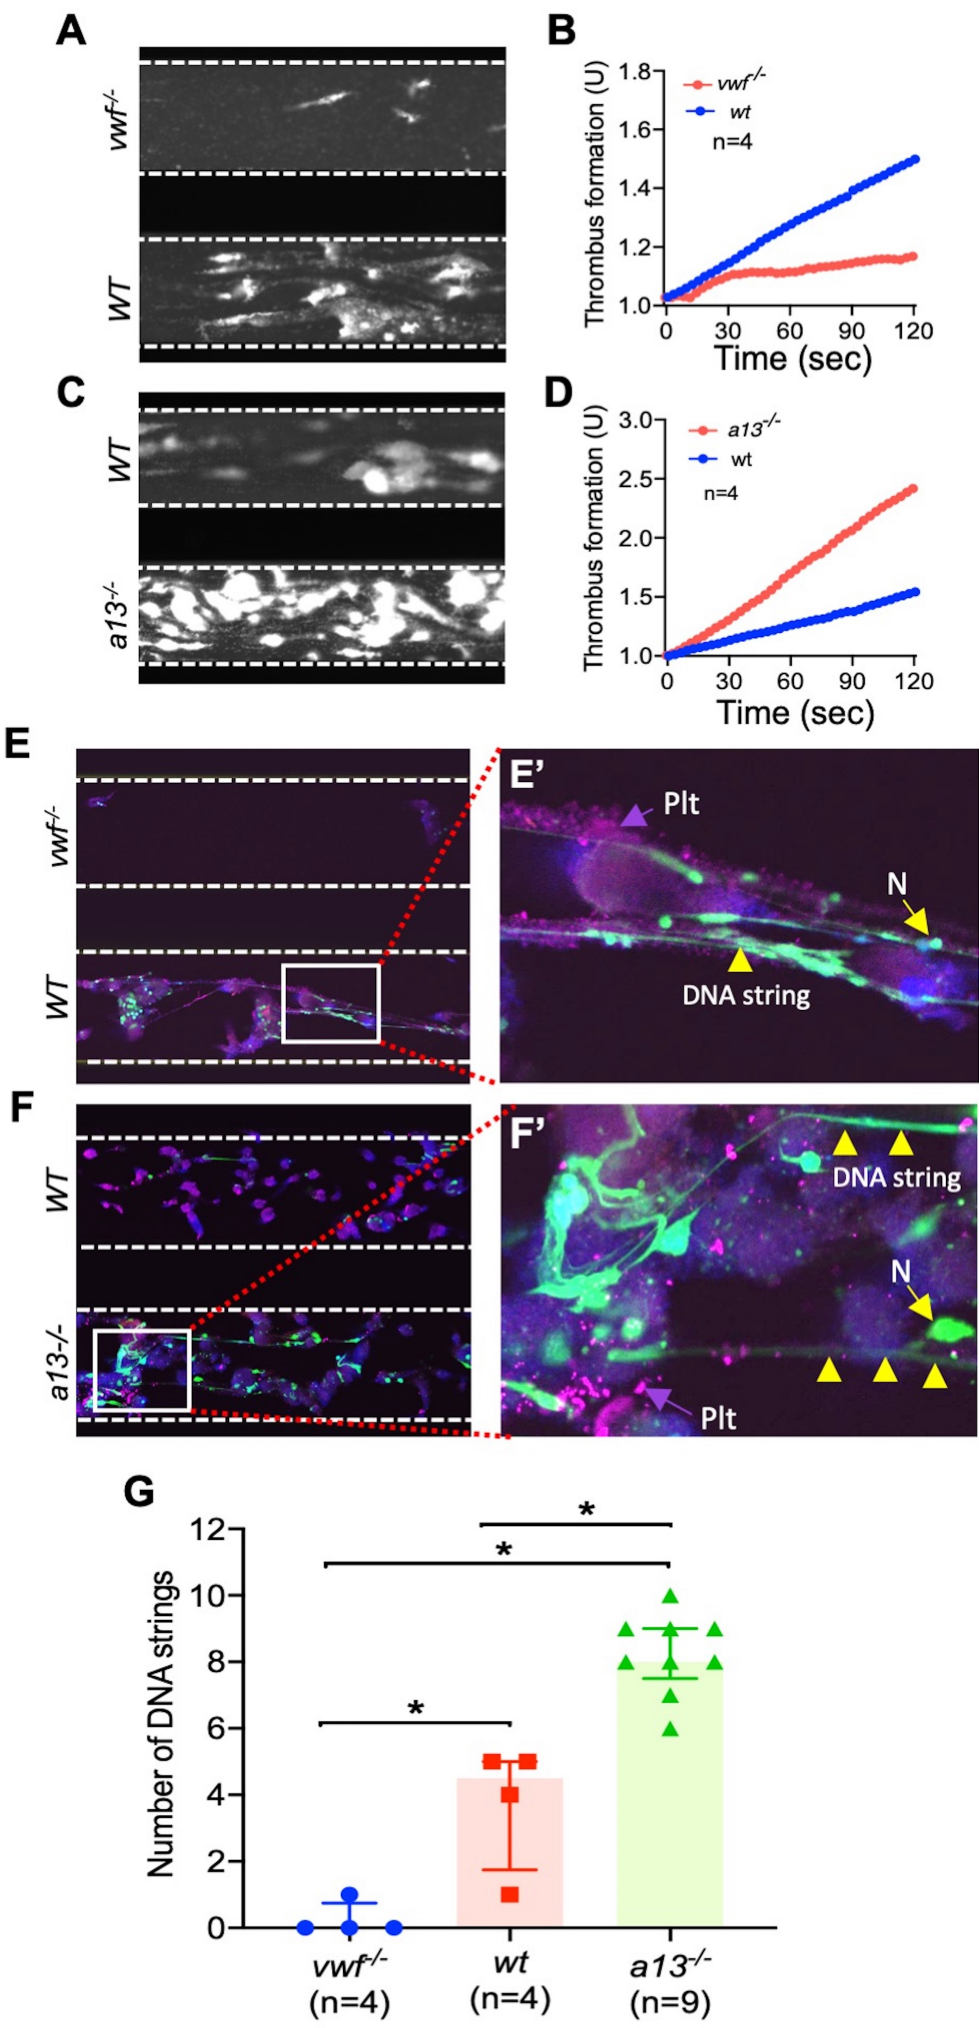 A
vwf-/-
WT
B
Thrombus formation (U)
1.8
1.6
1.4
1.2
1.0
vwf-/-
wt
n=4
0 30 60 90 120
Time (sec)
C
WT
a13-/-
D
Thrombus formation (U)
3.0
2.5
2.0
1.5
1.0
a13-/-
wt
n=4
0 30 60 90 120
Time (sec)
E
vwf-/-
WT
E'
Plt
N
DNA string
F
WT
a13-/-
F'
DNA string
N
Plt
G
Number of DNA strings
12
10
8
6
4
2
0
*
*
*
vwf-/- wt a13-/-
(n=4) (n=4) (n=9)